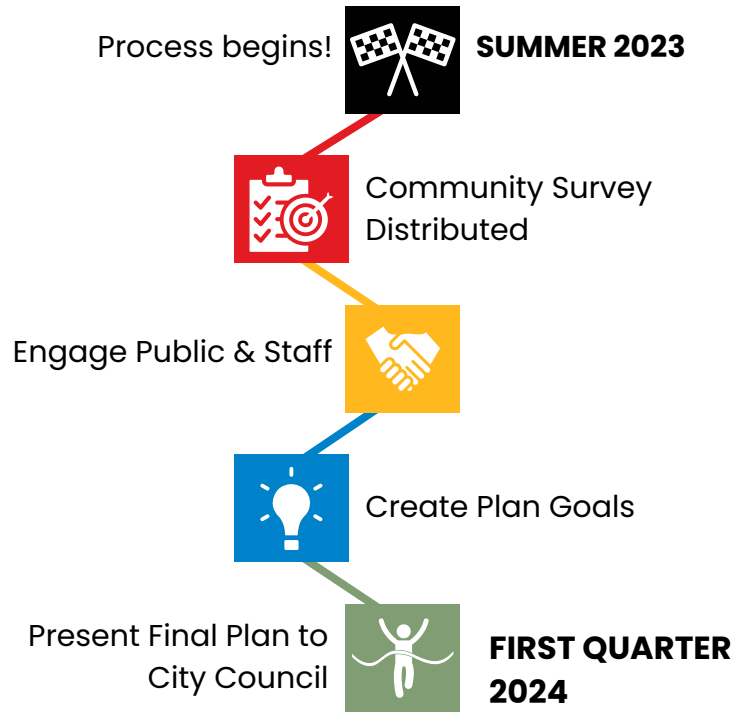 Process begins!
SUMMER 2023
Community Survey
Distributed
Engage Public & Staff
Create Plan Goals
Present Final Plan to
City Council
FIRST QUARTER
2024